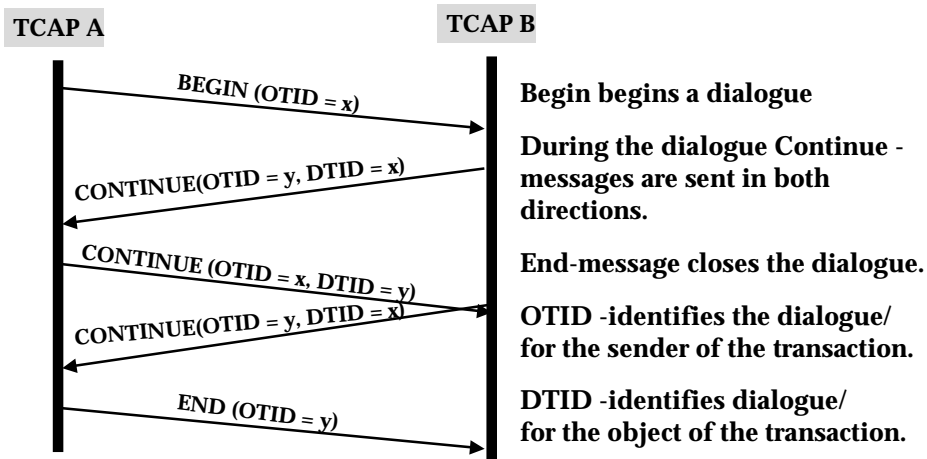 TCAP A
TCAP B
BEGIN (OTID = x)
Begin begins a dialogue
During the dialogue Continue -
messages are sent in both
directions.
CONTINUE(OTID = y, DTID = x)
CONTINUE (OTID = x, DTID = y)
End-message closes the dialogue.
CONTINUE(OTID = y, DTID = x)
OTID -identifies the dialogue/
for the sender of the transaction.
END (OTID = y)
DTID -identifies dialogue/
for the object of the transaction.